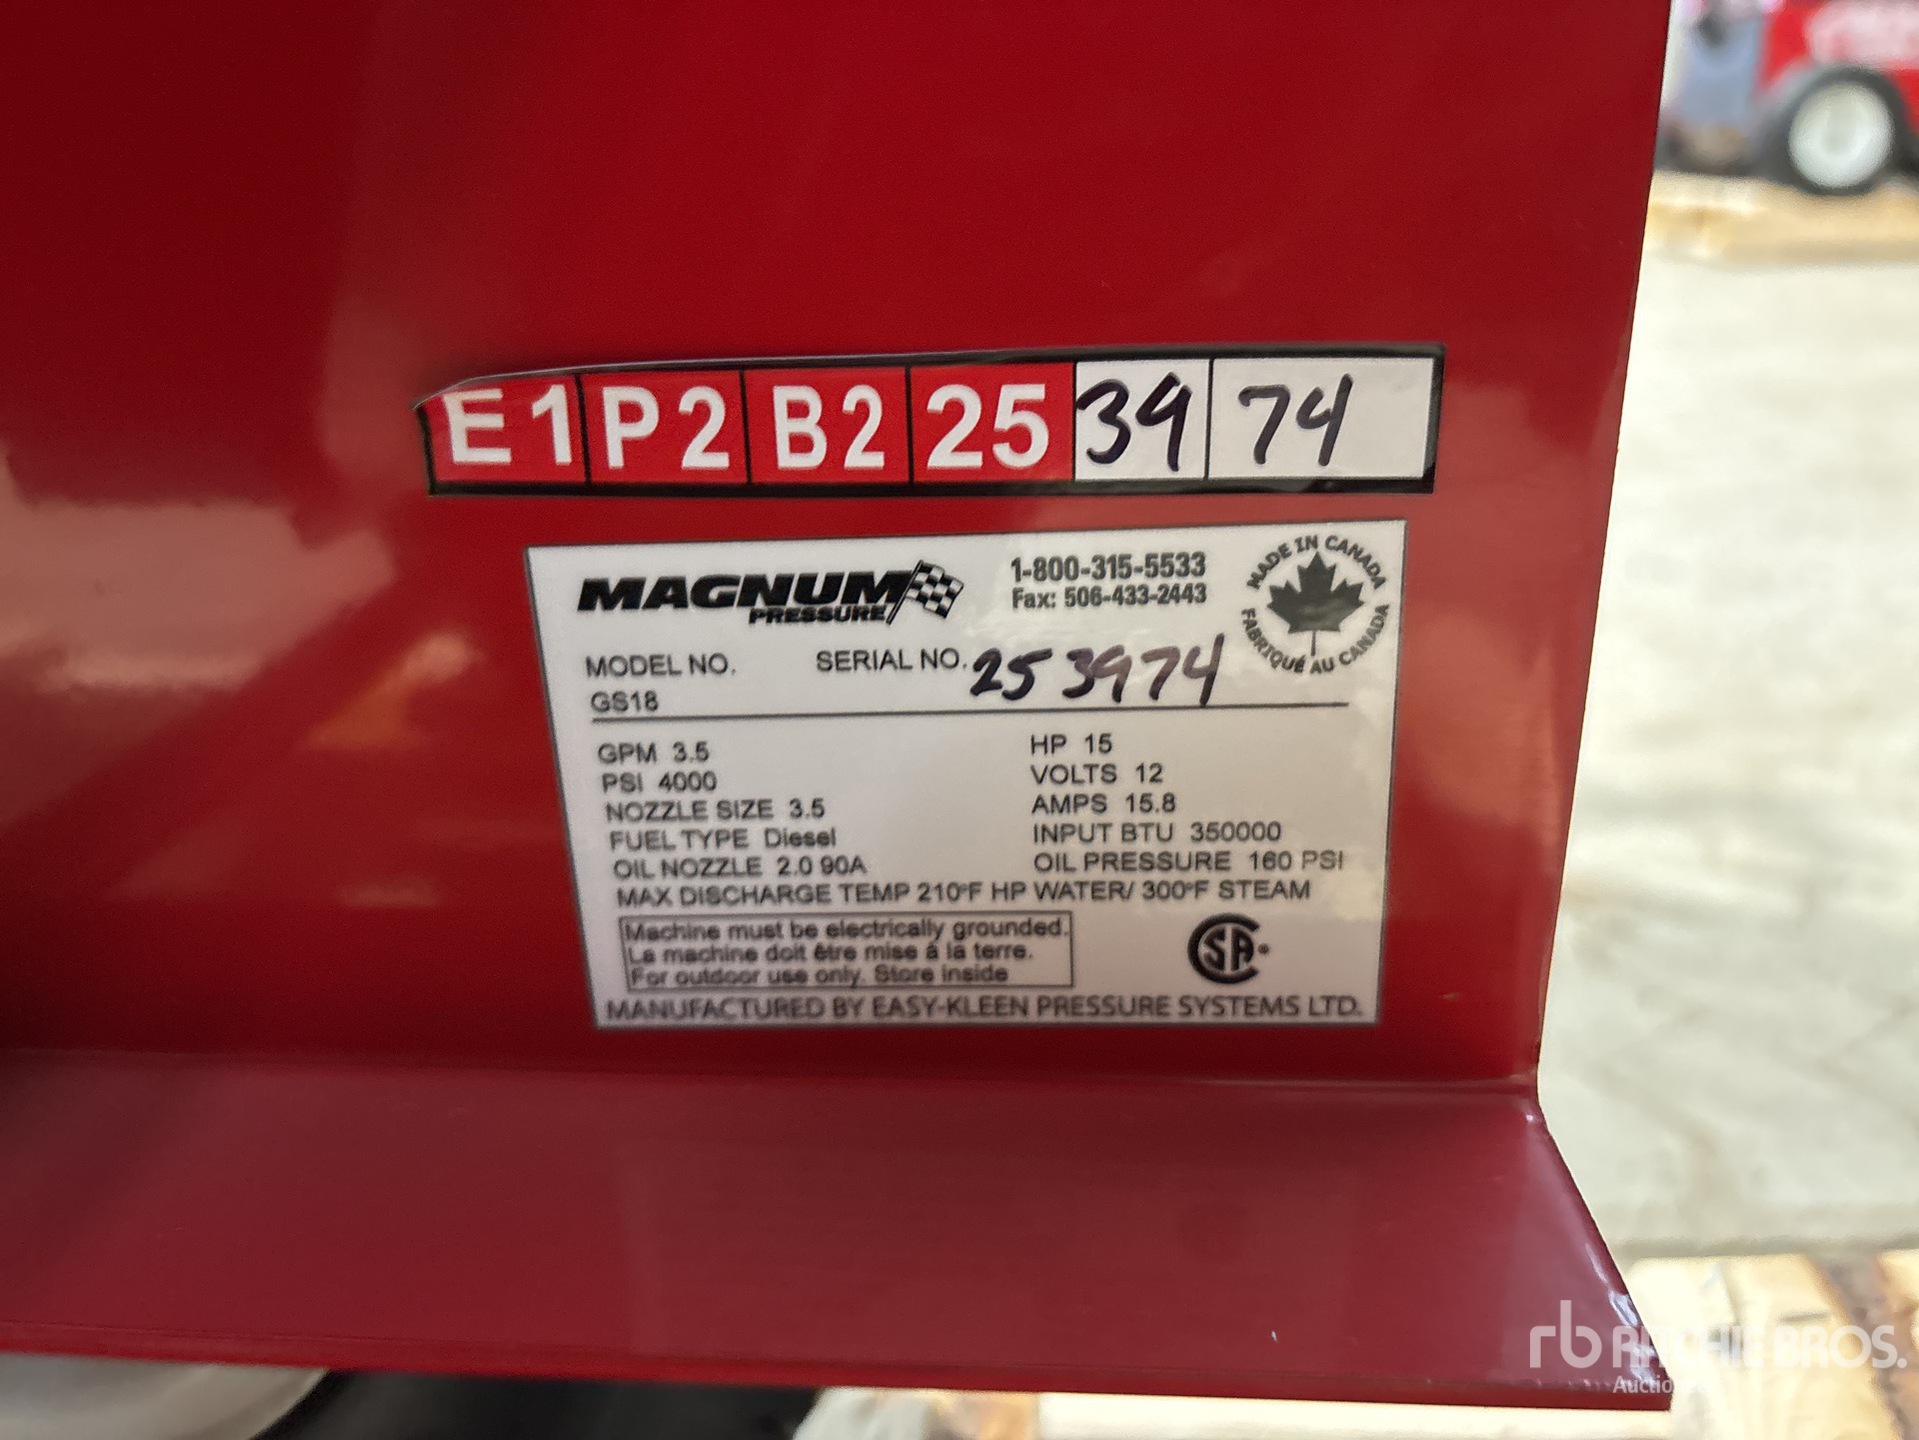 E1 P2 B2 25 39 74
MAGNUM
PRESSURE
1-800-315-5533
Fax: 506-433-2443
MADE IN CANADA
FABRIQUÉ AU CANADA
MODEL NO. SERIAL NO. 253974
GS18
GPM 3.5 HP 15
PSI 4000 VOLTS 12
NOZZLE SIZE 3.5 AMPS 15.8
FUEL TYPE Diesel INPUT BTU 350000
OIL NOZZLE 2.0 90A OIL PRESSURE 160 PSI
MAX DISCHARGE TEMP 210°F HP WATER/ 300°F STEAM
Machine must be electrically grounded.
La machine doit être mise á la terre.
For outdoor use only. Store inside
CSA
MANUFACTURED BY EASY-KLEEN PRESSURE SYSTEMS LTD.
rb RITCHIE BROS.